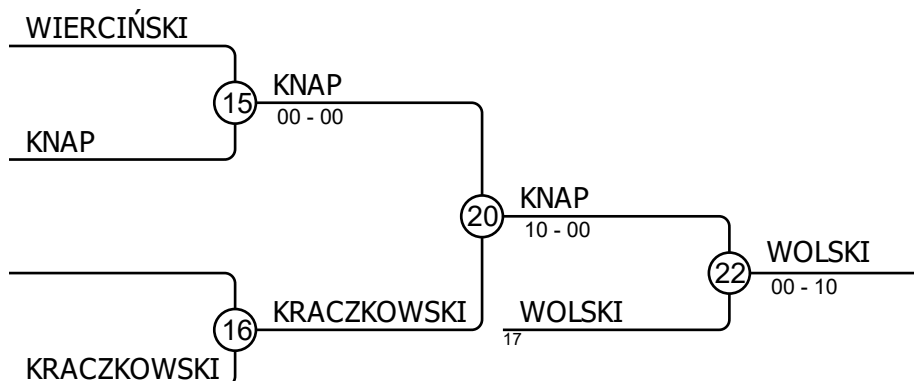 WIERCIŃSKI
15
KNAP
00 - 00
KNAP
20
KNAP
10 - 00
22
WOLSKI
00 - 10
16
KRACZKOWSKI
WOLSKI
17
KRACZKOWSKI